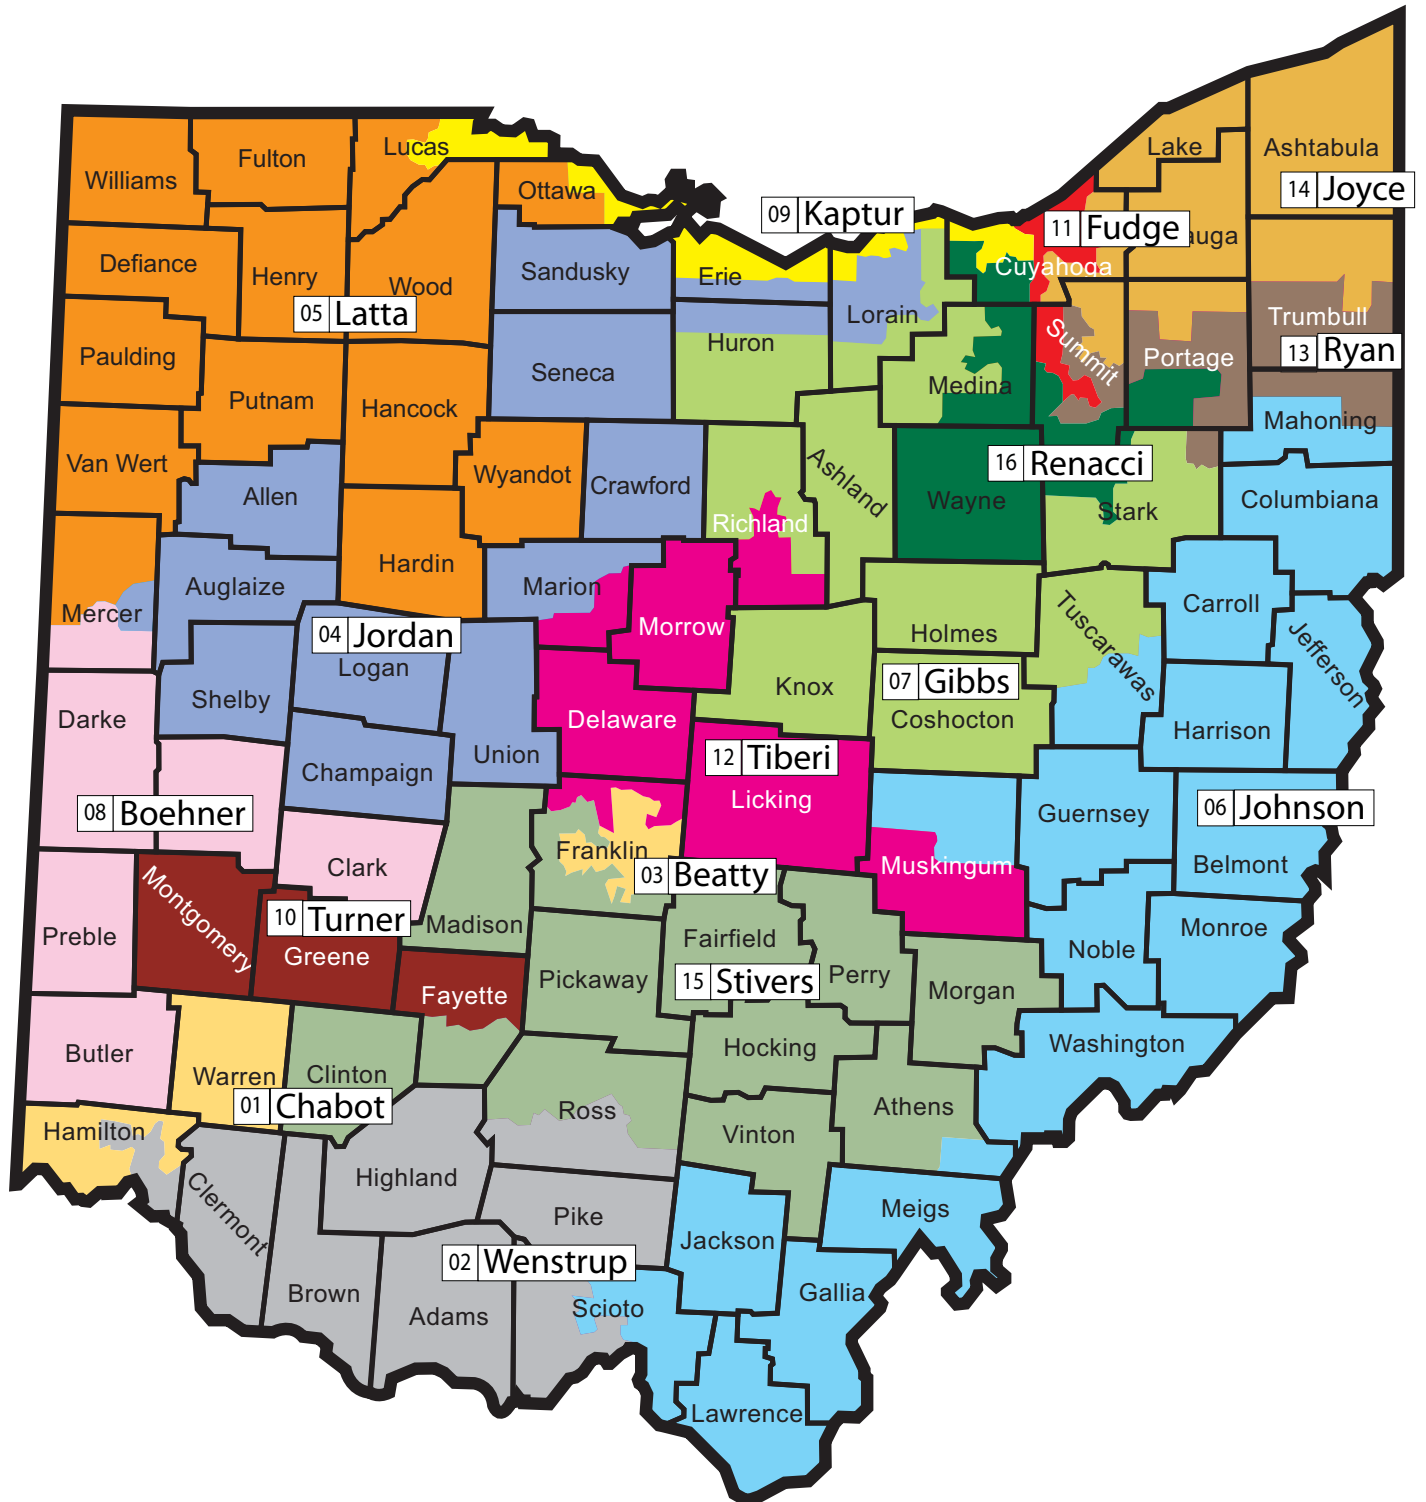 Williams
Fulton
Lucas
Ottawa
Lake
Ashtabula
14 Joyce
09 Kaptur
11 Fudge
auga
Cuyahoga
Defiance
Henry
Wood
Sandusky
Erie
Lorain
05 Latta
Trumbull
13 Ryan
Paulding
Huron
Summit
Portage
Seneca
Medina
Putnam
Hancock
Mahoning
Van Wert
Wyandot
Crawford
Ashland
16 Renacci
Allen
Richland
Wayne
Stark
Columbiana
Hardin
Marion
Auglaize
Mercer
04 Jordan
Logan
Morrow
Holmes
Tuscarawas
Carroll
Jefferson
Shelby
Knox
07 Gibbs
Coshocton
Darke
Delaware
Harrison
Union
Champaign
12 Tiberi
Licking
Guernsey
06 Johnson
08 Boehner
Clark
Franklin
03 Beatty
Muskingum
Belmont
Montgomery
10 Turner
Greene
Madison
Preble
Fairfield
Noble
Monroe
Pickaway
15 Stivers
Perry
Morgan
Fayette
Butler
Warren
Clinton
Hocking
Washington
01 Chabot
Ross
Athens
Hamilton
Vinton
Highland
Clermont
Pike
Meigs
Jackson
02 Wenstrup
Brown
Adams
Scioto
Gallia
Lawrence